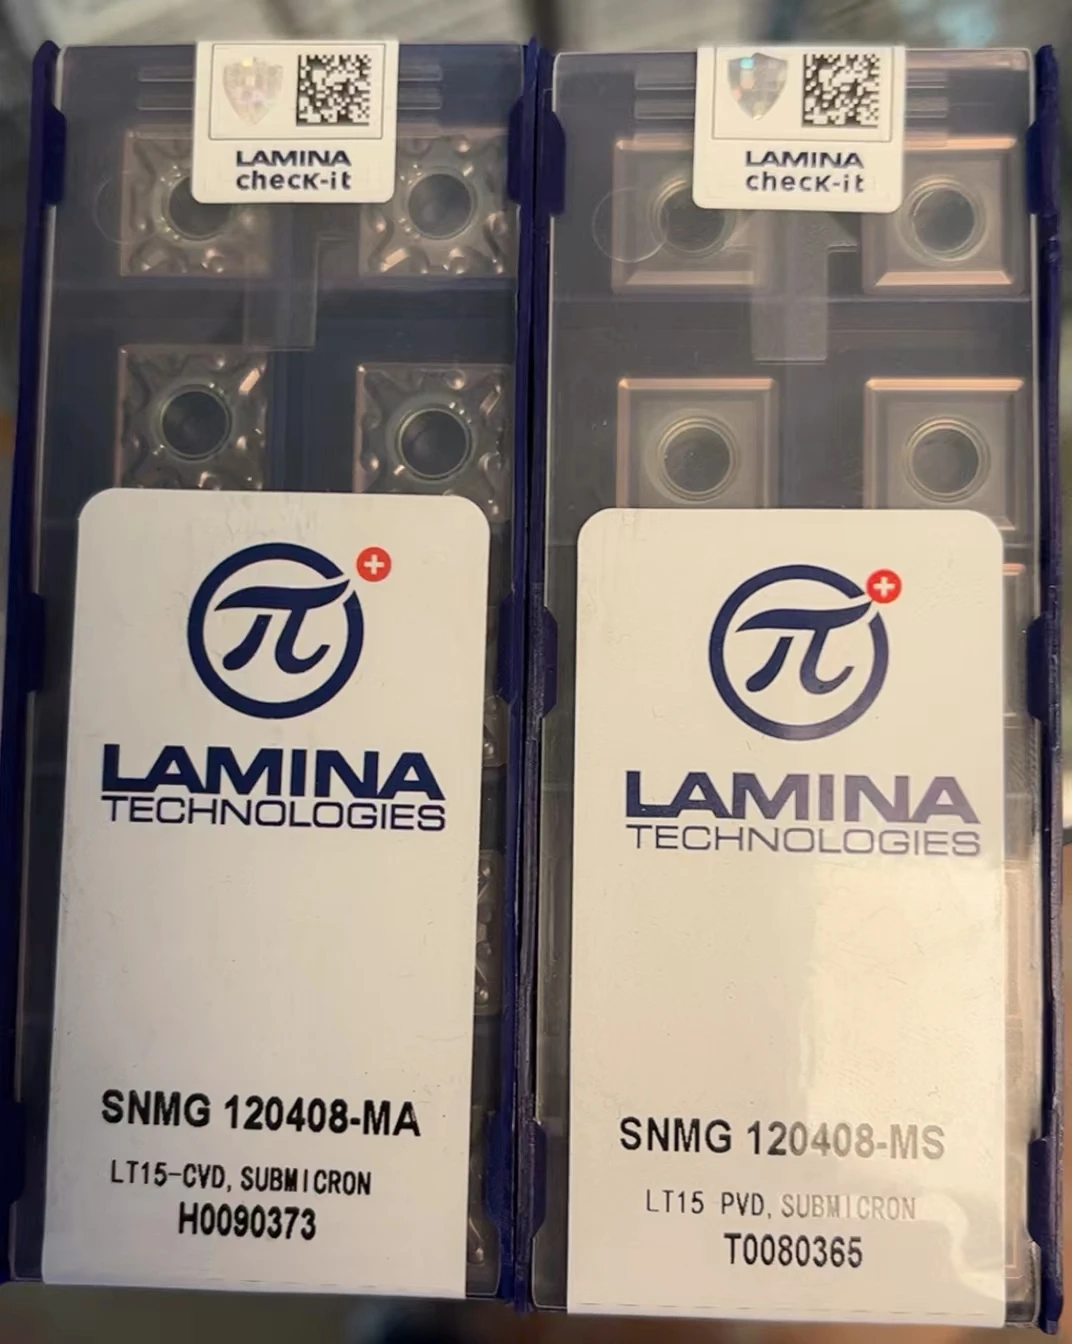 LAMINA
check-it
LAMINA
check-it
π
LAMINA
TECHNOLOGIES
SNMG 120408-MA
LT15-CVD, SUBMICRON
H0090373
π
LAMINA
TECHNOLOGIES
SNMG 120408-MS
LT15 PVD, SUBMICRON
T0080365